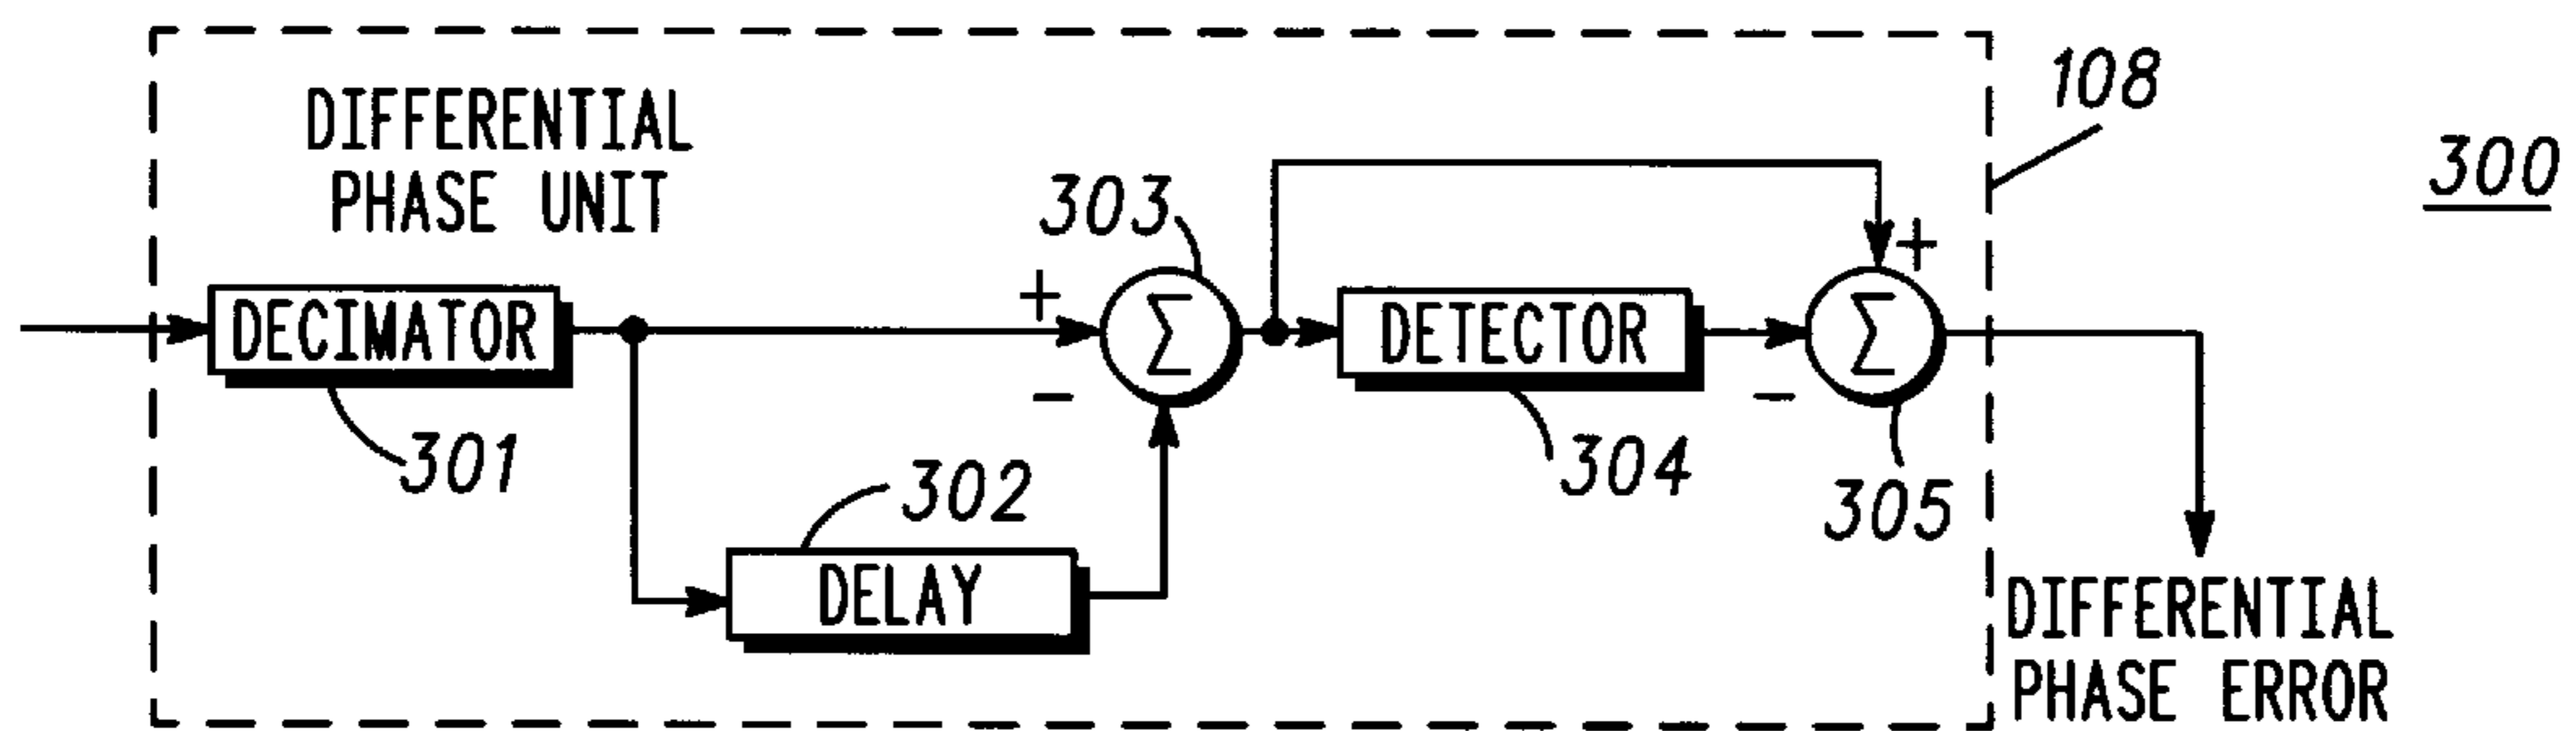 DIFFERENTIAL
PHASE UNIT
108
300
303
+
+
DECIMATOR
Σ
DETECTOR
Σ
−
−
301
302
304
305
DELAY
DIFFERENTIAL
PHASE ERROR